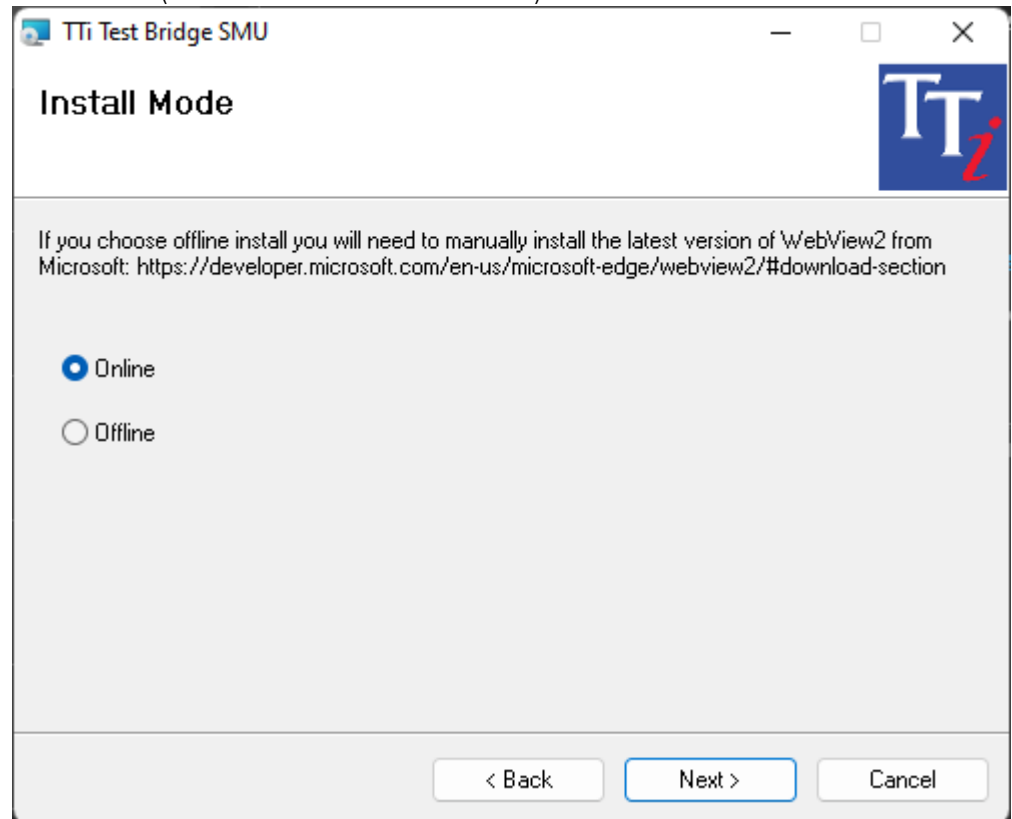 TTi Test Bridge SMU
Install Mode
TTi
If you choose offline install you will need to manually install the latest version of WebView2 from
Microsoft: https://developer.microsoft.com/en-us/microsoft-edge/webview2/#download-section
Online
Offline
< Back
Next >
Cancel